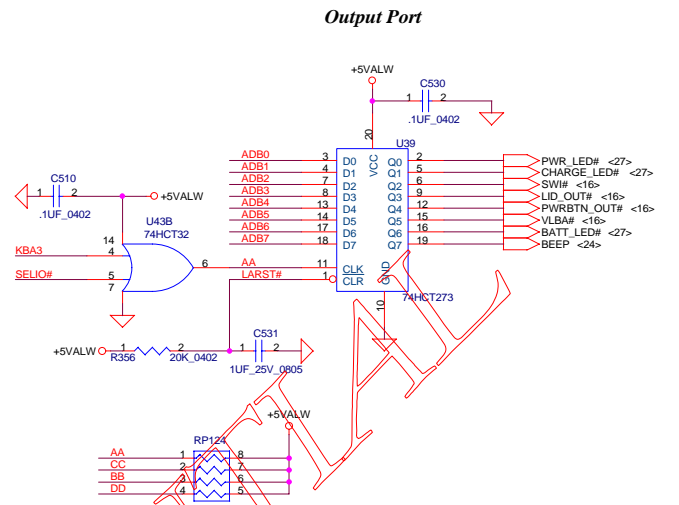 Output Port
+5VALW
C530
1 2
.1UF_0402
U39
20
VCC
ADB0 3 D0 Q0 2 PWR_LED# <27>
ADB1 4 D1 Q1 5 CHARGE_LED# <27>
ADB2 7 D2 Q2 6 SWI# <16>
ADB3 8 D3 Q3 9 LID_OUT# <16>
ADB4 13 D4 Q4 12 PWRBTN_OUT# <16>
ADB5 14 D5 Q5 15 VLBA# <16>
ADB6 17 D6 Q6 16 BATT_LED# <27>
ADB7 18 D7 Q7 19 BEEP <24>
C510
1 2
+5VALW
.1UF_0402
U43B
74HCT32
14
KBA3 4
6 AA 11 CLK
SELIO# 5
LARST# 1 CLR
7
GND
10
74HCT273
+5VALW
R356
1 2
20K_0402
C531
1 2
1UF_25V_0805
+5VALW
RP124
AA 1 8
CC 2 7
BB 3 6
DD 4 5